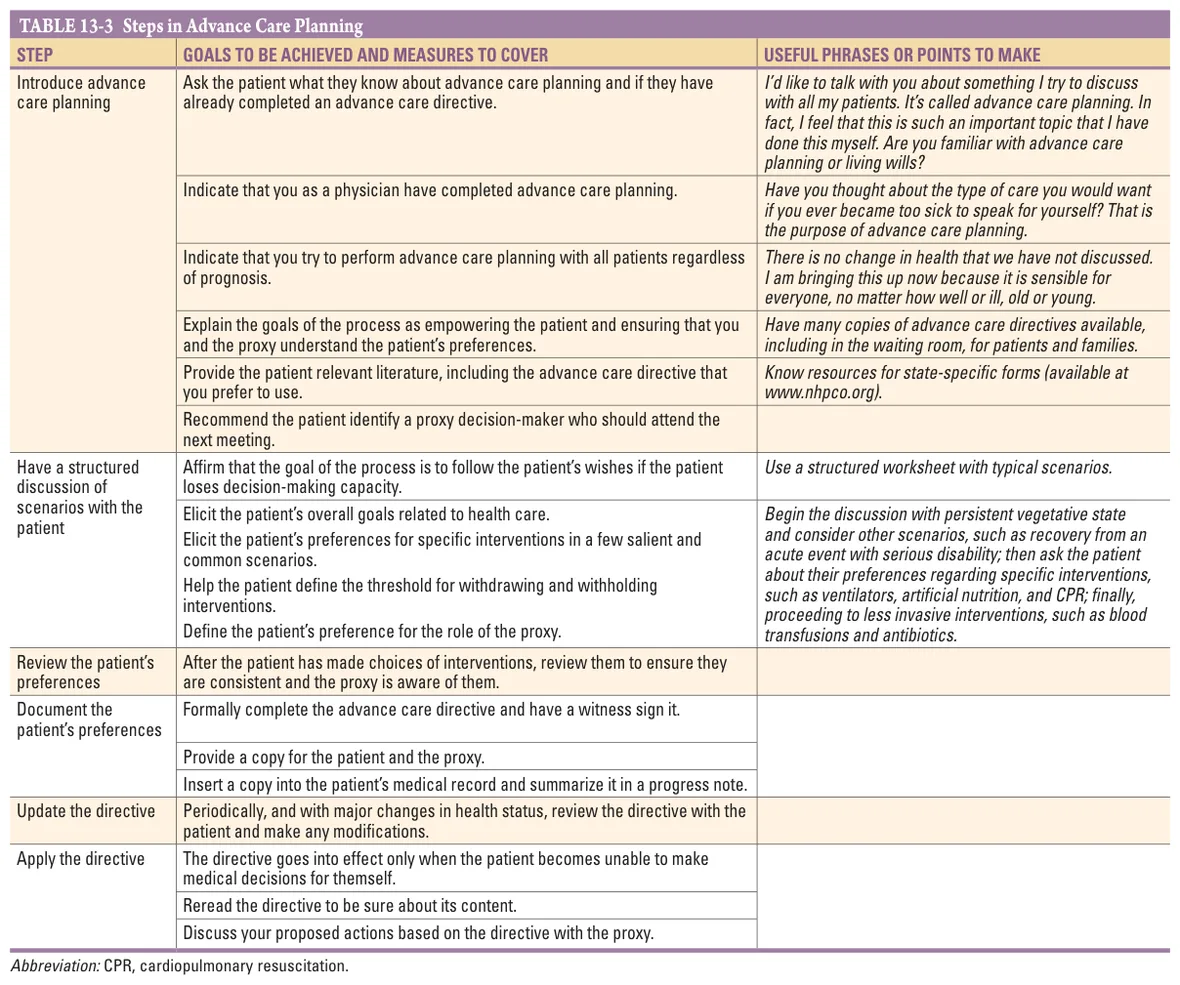 TABLE 13-3 Steps in Advance Care Planning
STEP
GOALS TO BE ACHIEVED AND MEASURES TO COVER
USEFUL PHRASES OR POINTS TO MAKE
Introduce advance
care planning
Ask the patient what they know about advance care planning and if they have
already completed an advance care directive.
I’d like to talk with you about something I try to discuss
with all my patients. It’s called advance care planning. In
fact, I feel that this is such an important topic that I have
done this myself. Are you familiar with advance care
planning or living wills?
Indicate that you as a physician have completed advance care planning.
Have you thought about the type of care you would want
if you ever became too sick to speak for yourself? That is
the purpose of advance care planning.
Indicate that you try to perform advance care planning with all patients regardless
of prognosis.
There is no change in health that we have not discussed.
I am bringing this up now because it is sensible for
everyone, no matter how well or ill, old or young.
Explain the goals of the process as empowering the patient and ensuring that you
and the proxy understand the patient’s preferences.
Have many copies of advance care directives available,
including in the waiting room, for patients and families.
Provide the patient relevant literature, including the advance care directive that
you prefer to use.
Know resources for state-specific forms (available at
www.nhpco.org).
Recommend the patient identify a proxy decision-maker who should attend the
next meeting.
Have a structured
discussion of
scenarios with the
patient
Affirm that the goal of the process is to follow the patient’s wishes if the patient
loses decision-making capacity.
Use a structured worksheet with typical scenarios.
Elicit the patient’s overall goals related to health care.
Elicit the patient’s preferences for specific interventions in a few salient and
common scenarios.
Help the patient define the threshold for withdrawing and withholding
interventions.
Define the patient’s preference for the role of the proxy.
Begin the discussion with persistent vegetative state
and consider other scenarios, such as recovery from an
acute event with serious disability; then ask the patient
about their preferences regarding specific interventions,
such as ventilators, artificial nutrition, and CPR; finally,
proceeding to less invasive interventions, such as blood
transfusions and antibiotics.
Review the patient’s
preferences
After the patient has made choices of interventions, review them to ensure they
are consistent and the proxy is aware of them.
Document the
patient’s preferences
Formally complete the advance care directive and have a witness sign it.
Provide a copy for the patient and the proxy.
Insert a copy into the patient’s medical record and summarize it in a progress note.
Update the directive
Periodically, and with major changes in health status, review the directive with the
patient and make any modifications.
Apply the directive
The directive goes into effect only when the patient becomes unable to make
medical decisions for themself.
Reread the directive to be sure about its content.
Discuss your proposed actions based on the directive with the proxy.
Abbreviation: CPR, cardiopulmonary resuscitation.